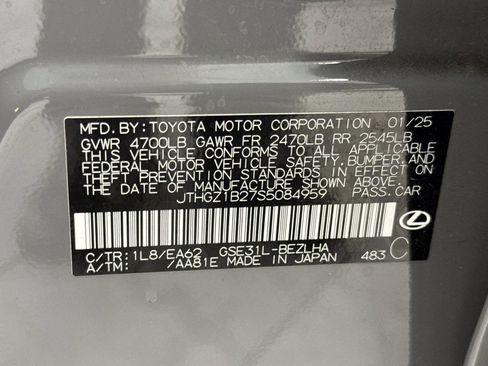 MFD.BY:TOYOTA MOTOR CORPORATION 01/25
GVWR 4700LB GAWR FR 2470LB RR 2545LB
THIS VEHICLE CONFORMS TO ALL APPLICABLE
FEDERAL MOTOR VEHICLE SAFETY,BUMPER,AND
THEFT PREVENTION STANDARDS IN EFFECT ON
THE DATE OF MANUFACTURE SHOWN ABOVE.
JTHGZ1B27S5084959 PASS.CAR
C/TR:1L8/EA62 GSE31L-BEZLHA
A/TM: 7AA81E MADE IN JAPAN 483 C